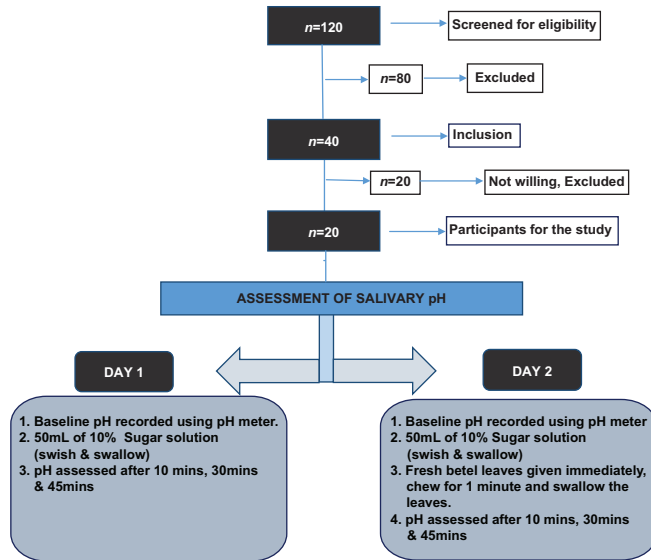 n=120
Screened for eligibility
n=80
Excluded
n=40
Inclusion
n=20
Not willing, Excluded
n=20
Participants for the study
ASSESSMENT OF SALIVARY pH
DAY 1
1. Baseline pH recorded using pH meter.
2. 50mL of 10% Sugar solution
(swish & swallow)
3. pH assessed after 10 mins, 30mins
& 45mins
DAY 2
1. Baseline pH recorded using pH meter
2. 50mL of 10% Sugar solution
(swish & swallow)
3. Fresh betel leaves given immediately,
chew for 1 minute and swallow the
leaves.
4. pH assessed after 10 mins, 30mins
& 45mins